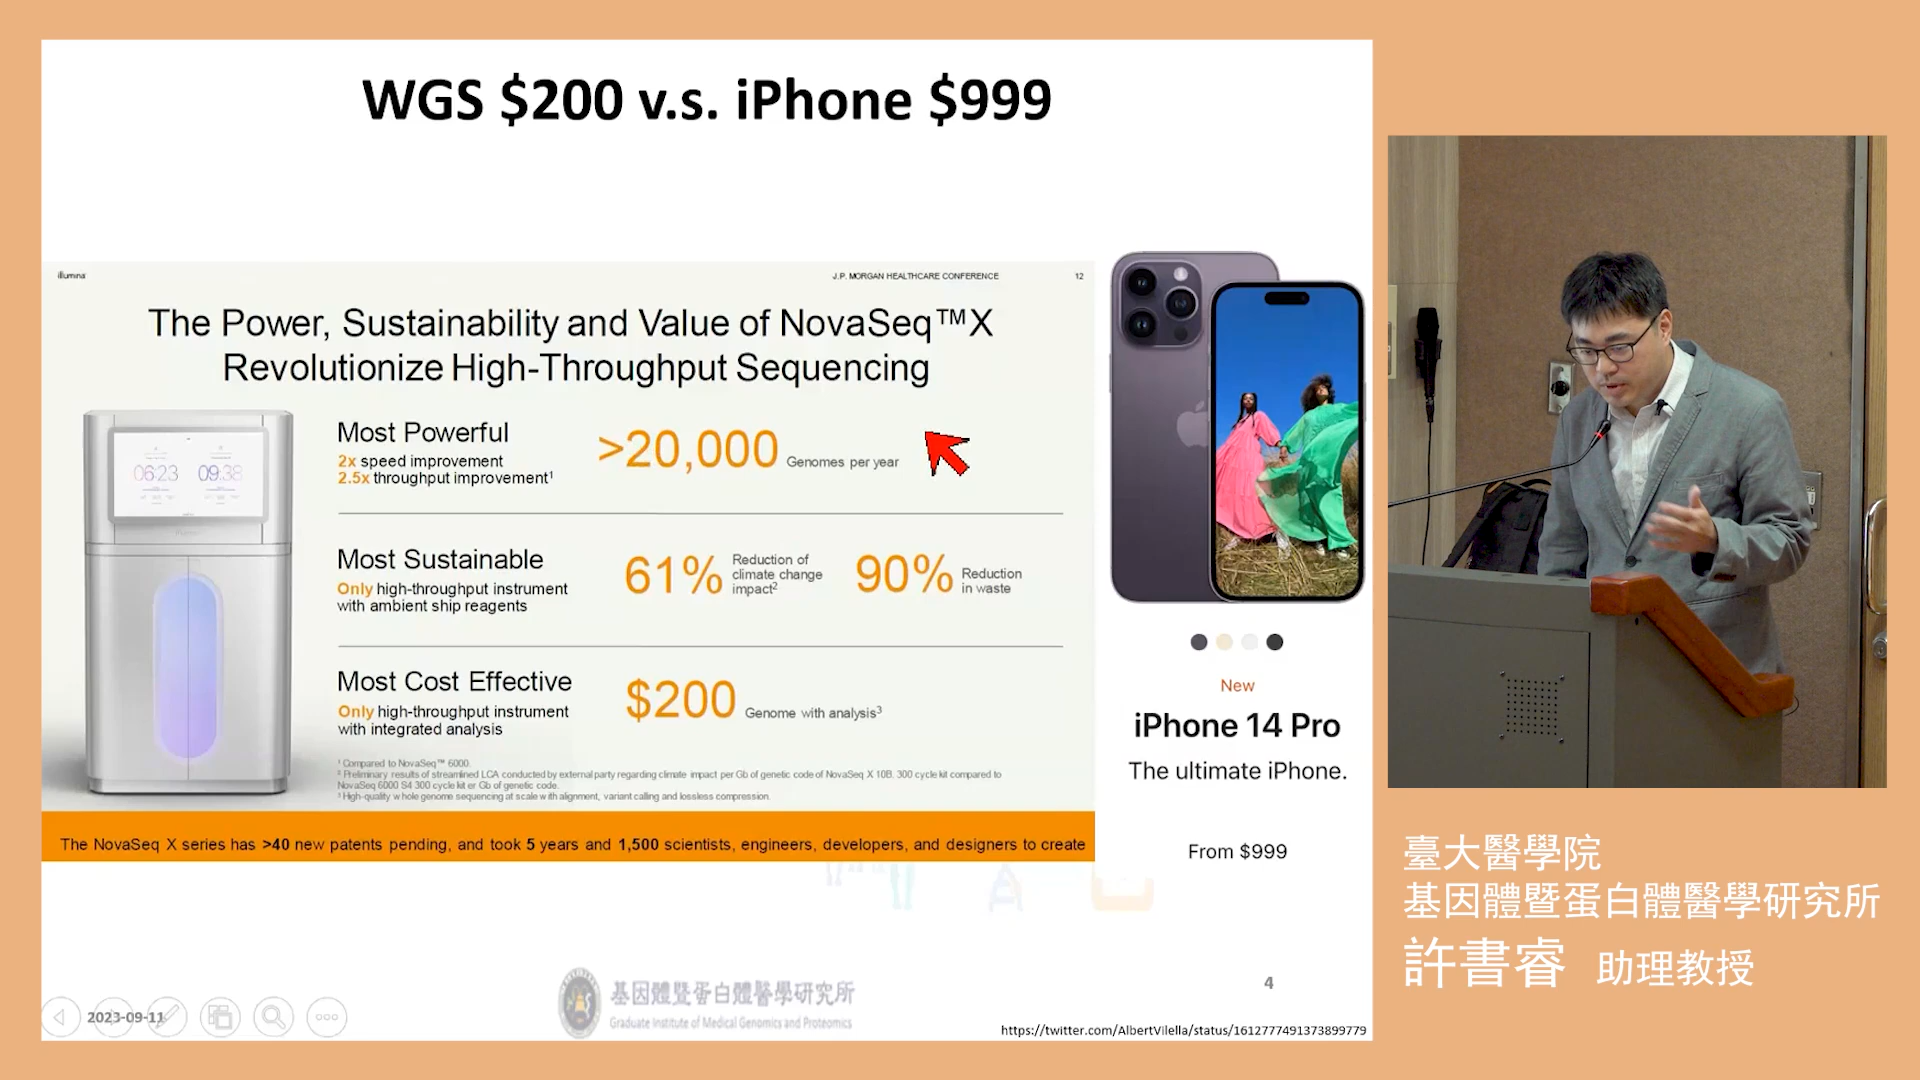 WGS $200 v.s. iPhone $999
illumina
J.P. MORGAN HEALTHCARE CONFERENCE
12
The Power, Sustainability and Value of NovaSeq™X
Revolutionize High-Throughput Sequencing
06:23 09:38
Most Powerful
2x speed improvement
2.5x throughput improvement¹
>20,000 Genomes per year
Most Sustainable
Only high-throughput instrument
with ambient ship reagents
61% Reduction of
climate change
impact²
90% Reduction
in waste
Most Cost Effective
Only high-throughput instrument
with integrated analysis
$200 Genome with analysis³
¹ Compared to NovaSeq™ 6000.
² Preliminary results of streamlined LCA conducted by external party regarding climate impact per Gb of genetic code of NovaSeq X 10B. 300 cycle kit compared to
NovaSeq 6000 S4 300 cycle kit er Gb of genetic code.
³ High-quality whole genome sequencing at scale with alignment, variant calling and lossless compression.
The NovaSeq X series has >40 new patents pending, and took 5 years and 1,500 scientists, engineers, developers, and designers to create
New
iPhone 14 Pro
The ultimate iPhone.
From $999
2023-09-11
基因體暨蛋白體醫學研究所
Graduate Institute of Medical Genomics and Proteomics
4
https://twitter.com/AlbertVilella/status/1612777491373899779
臺大醫學院
基因體暨蛋白體醫學研究所
許書睿 助理教授